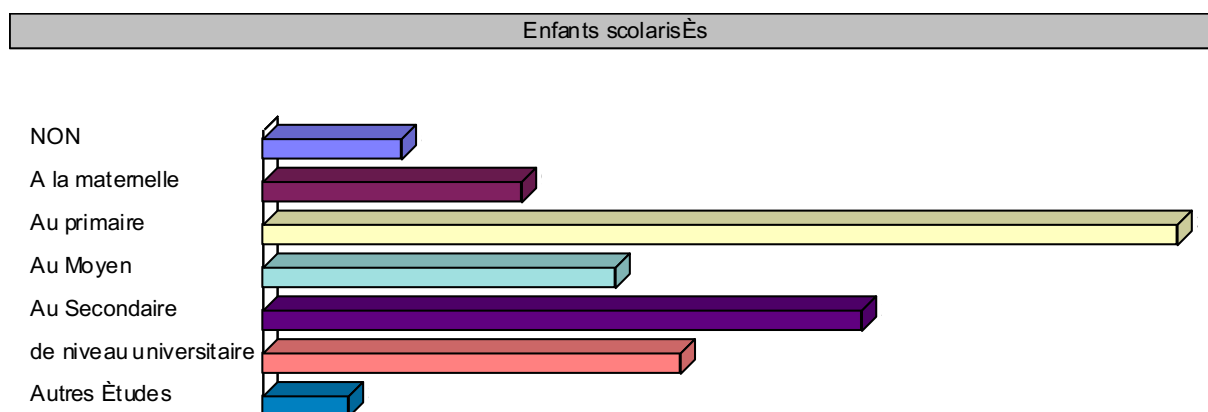 Enfants scolarisÈs
NON
A la maternelle
Au primaire
Au Moyen
Au Secondaire
de niveau universitaire
Autres Ètudes